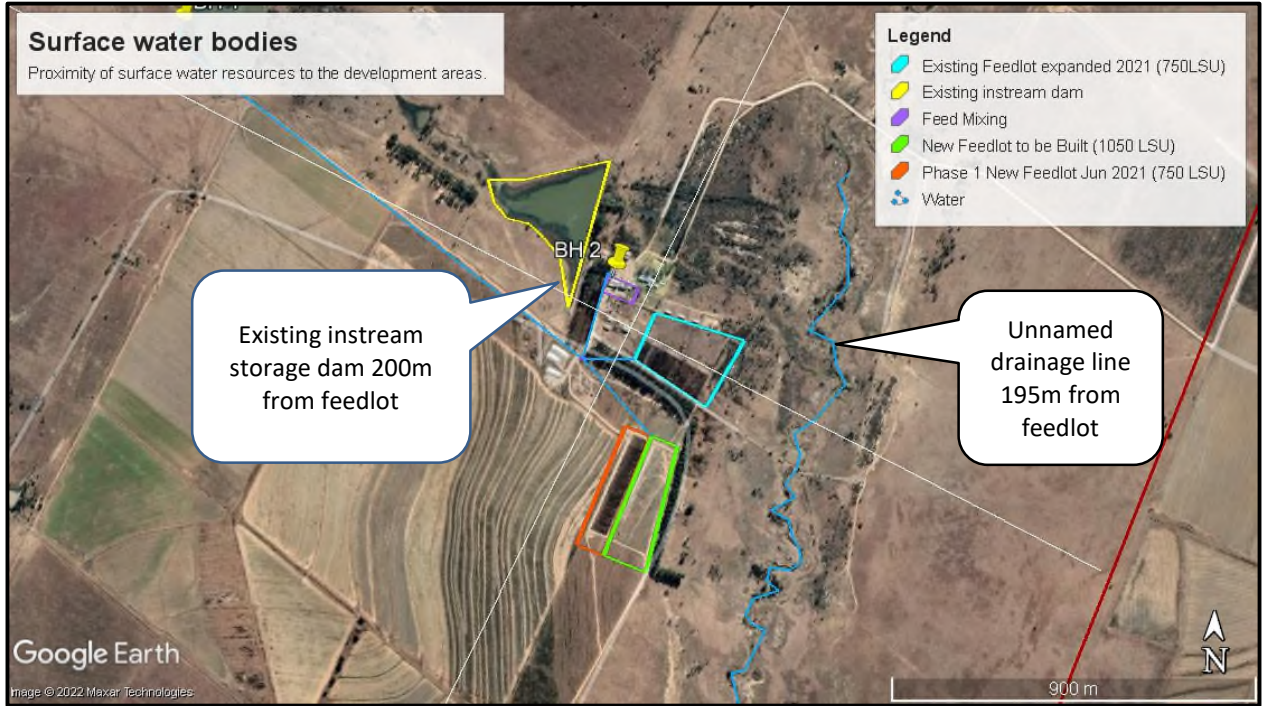 Surface water bodies
Proximity of surface water resources to the development areas.
Legend
Existing Feedlot expanded 2021 (750LSU)
Existing instream dam
Feed Mixing
New Feedlot to be Built (1050 LSU)
Phase 1 New Feedlot Jun 2021 (750 LSU)
Water
BH 2
Existing instream
storage dam 200m
from feedlot
Unnamed
drainage line
195m from
feedlot
Google Earth
Image © 2022 Maxar Technologies
N
900 m